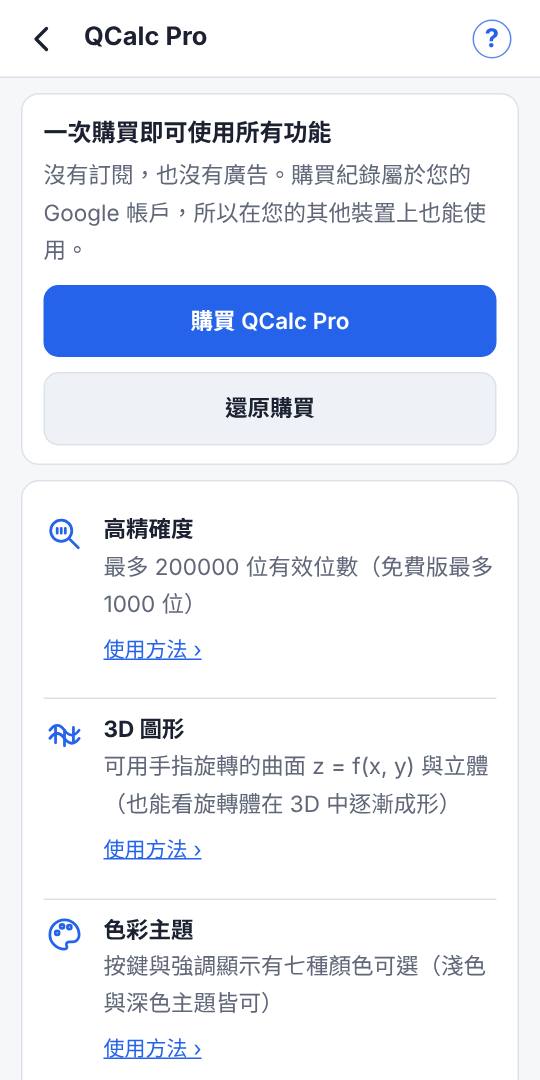 QCalc Pro
?
一次購買即可使用所有功能
沒有訂閱，也沒有廣告。購買紀錄屬於您的
Google 帳戶，所以在您的其他裝置上也能使
用。
購買 QCalc Pro
還原購買
高精確度
最多 200000 位有效位數（免費版最多
1000 位）
使用方法 ›
3D 圖形
可用手指旋轉的曲面 z = f(x, y) 與立體
（也能看旋轉體在 3D 中逐漸成形）
使用方法 ›
色彩主題
按鍵與強調顯示有七種顏色可選（淺色
與深色主題皆可）
使用方法 ›